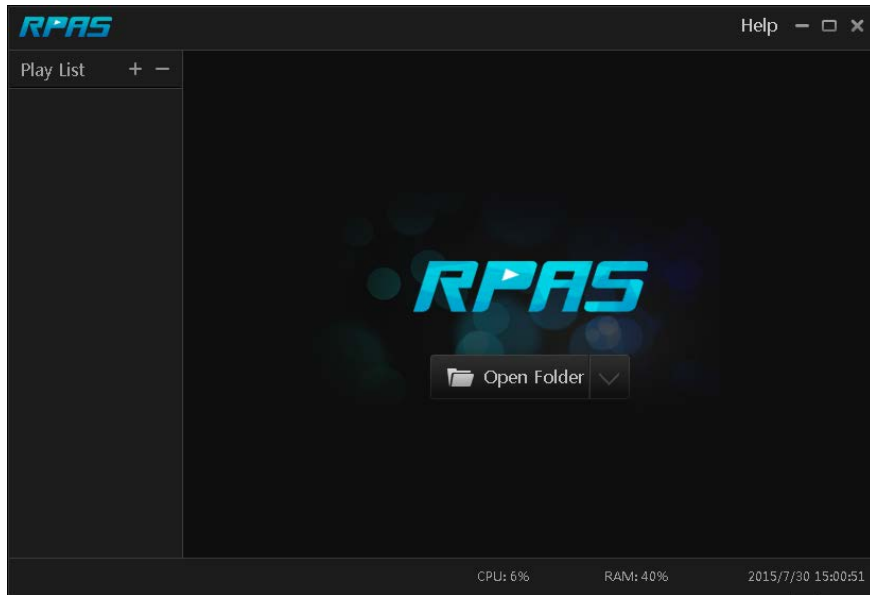 RPAS
Help
Play List + −
RPAS
Open Folder
CPU: 6% RAM: 40% 2015/7/30 15:00:51